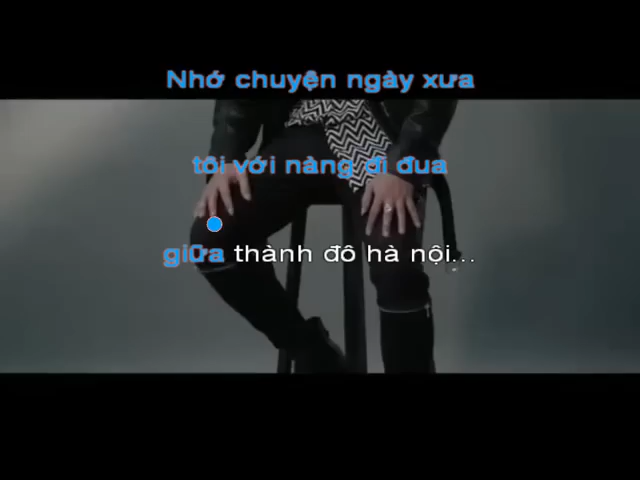 Nhớ chuyện ngày xưa
tôi với nàng đi đua
giữa thành đô hà nội...